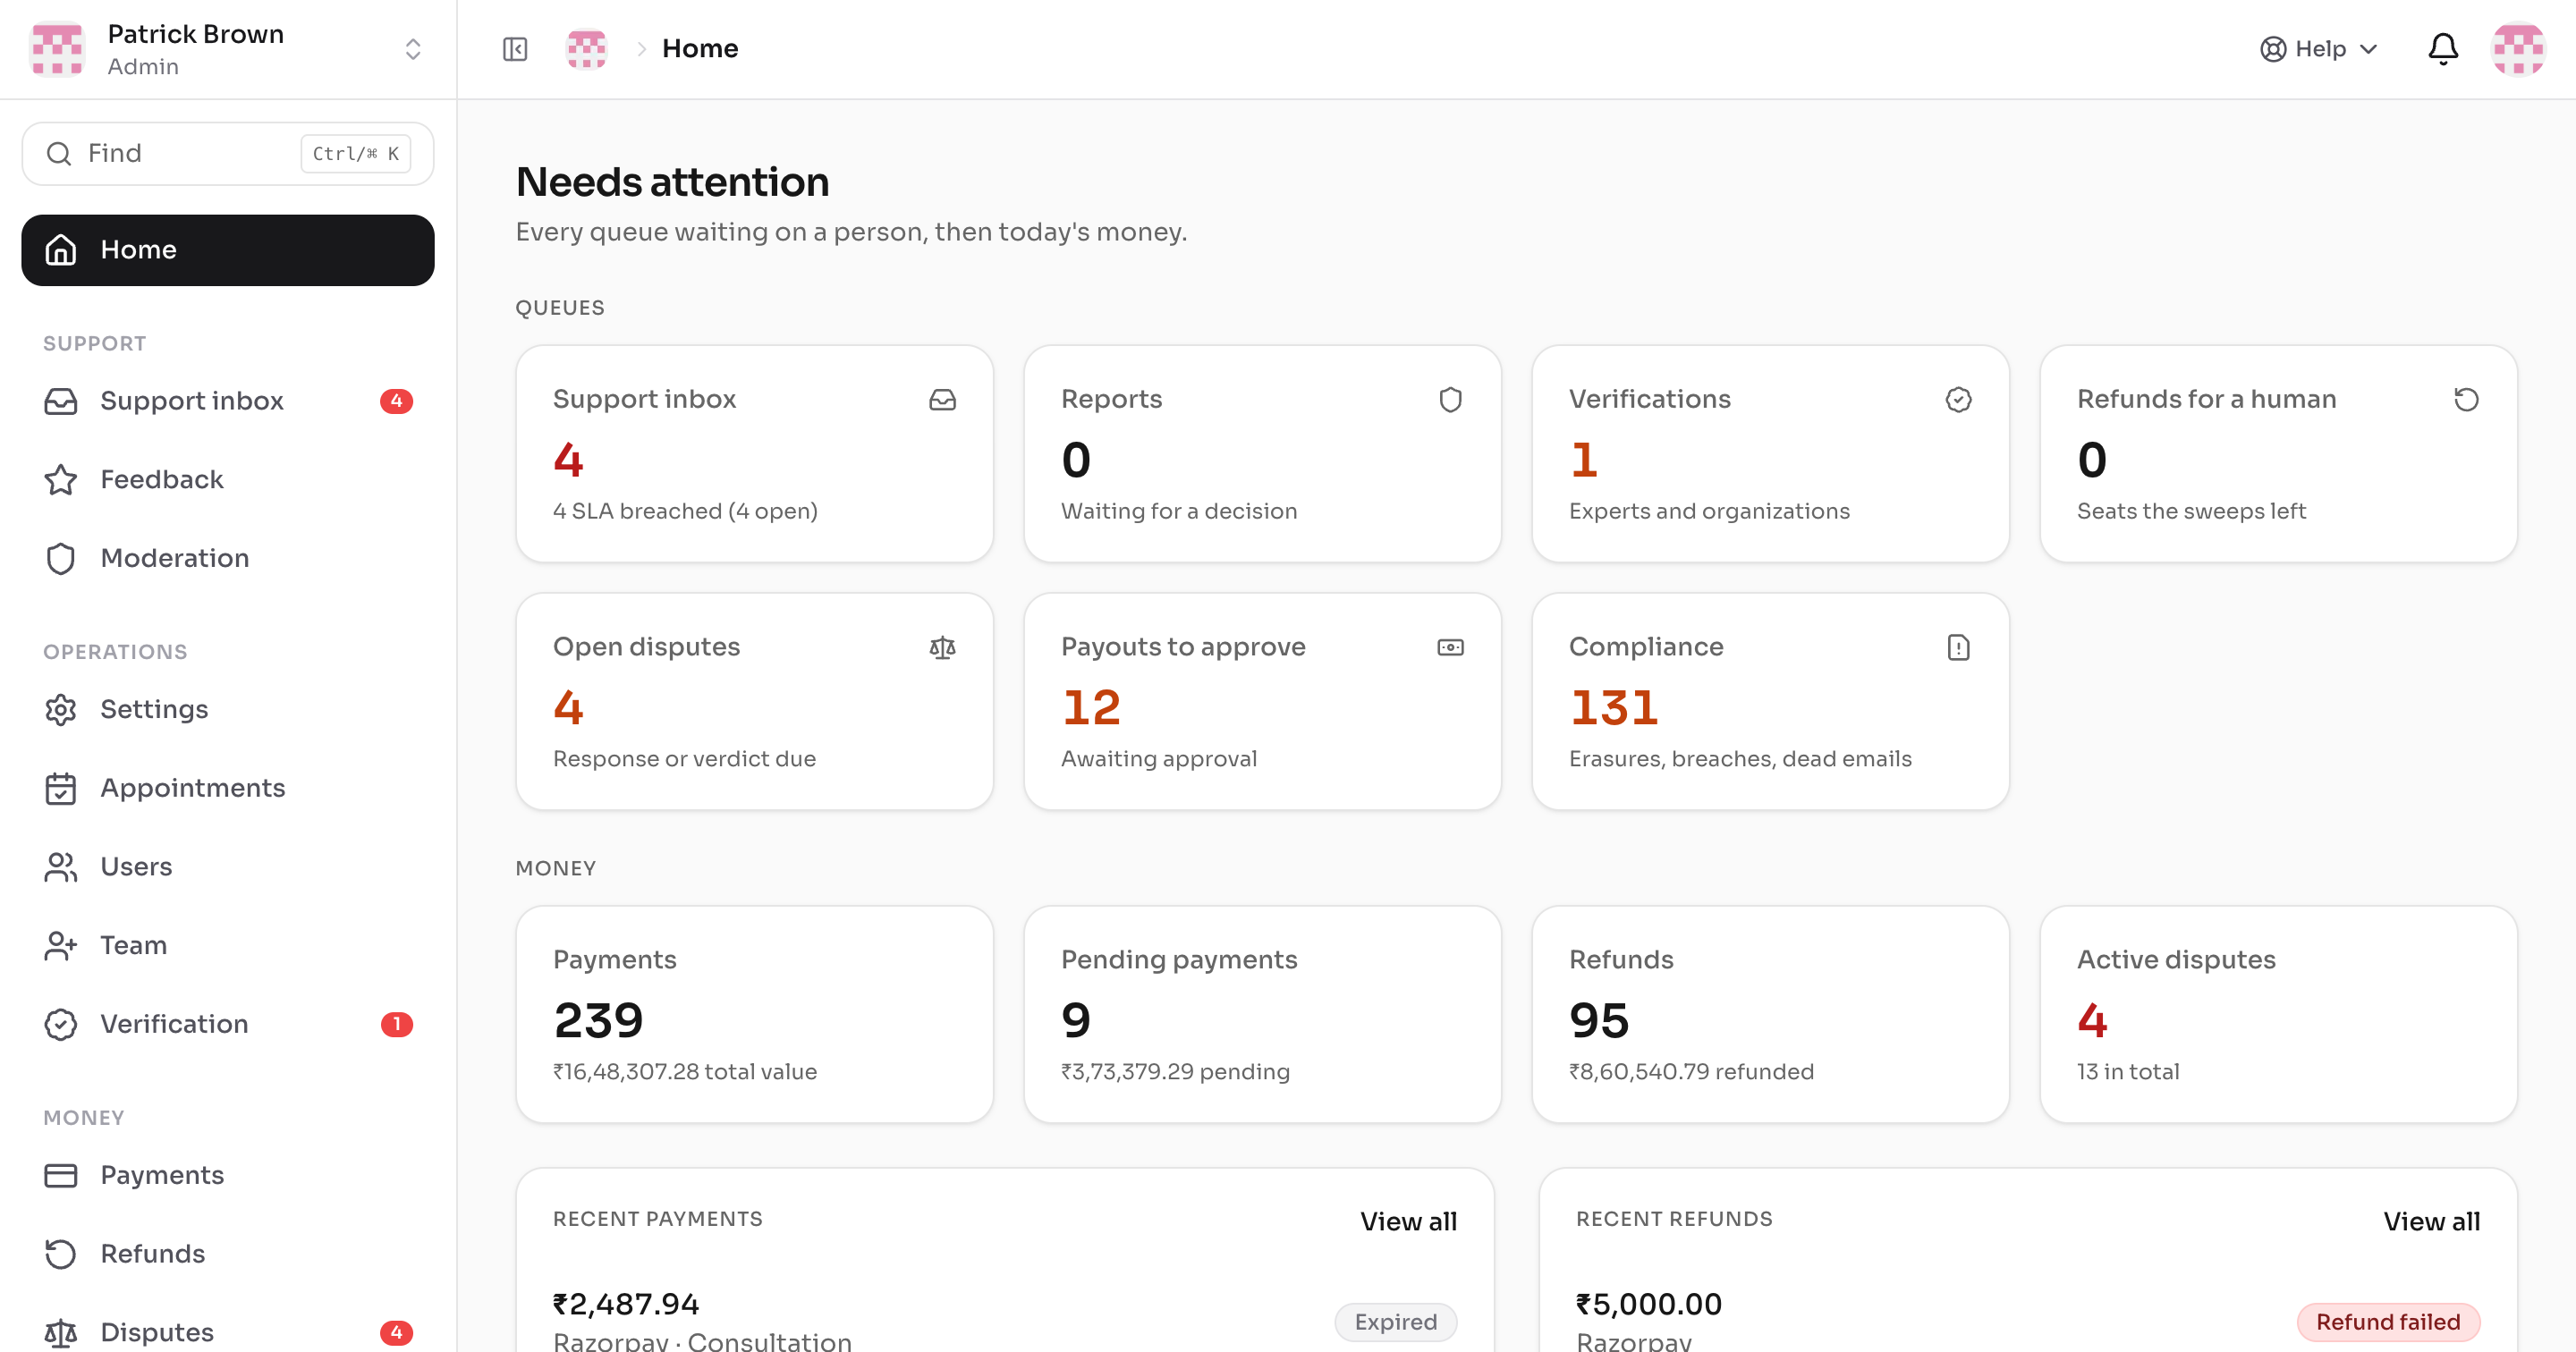 Patrick Brown
Admin
Find
Ctrl/⌘ K
Home
SUPPORT
Support inbox
4
Feedback
Moderation
OPERATIONS
Settings
Appointments
Users
Team
Verification
1
MONEY
Payments
Refunds
Disputes
4
Home
Help
Needs attention
Every queue waiting on a person, then today's money.
QUEUES
Support inbox
4
4 SLA breached (4 open)
Reports
0
Waiting for a decision
Verifications
1
Experts and organizations
Refunds for a human
0
Seats the sweeps left
Open disputes
4
Response or verdict due
Payouts to approve
12
Awaiting approval
Compliance
131
Erasures, breaches, dead emails
MONEY
Payments
239
₹16,48,307.28 total value
Pending payments
9
₹3,73,379.29 pending
Refunds
95
₹8,60,540.79 refunded
Active disputes
4
13 in total
RECENT PAYMENTS
View all
₹2,487.94
Razorpay · Consultation
Expired
RECENT REFUNDS
View all
₹5,000.00
Razorpay
Refund failed